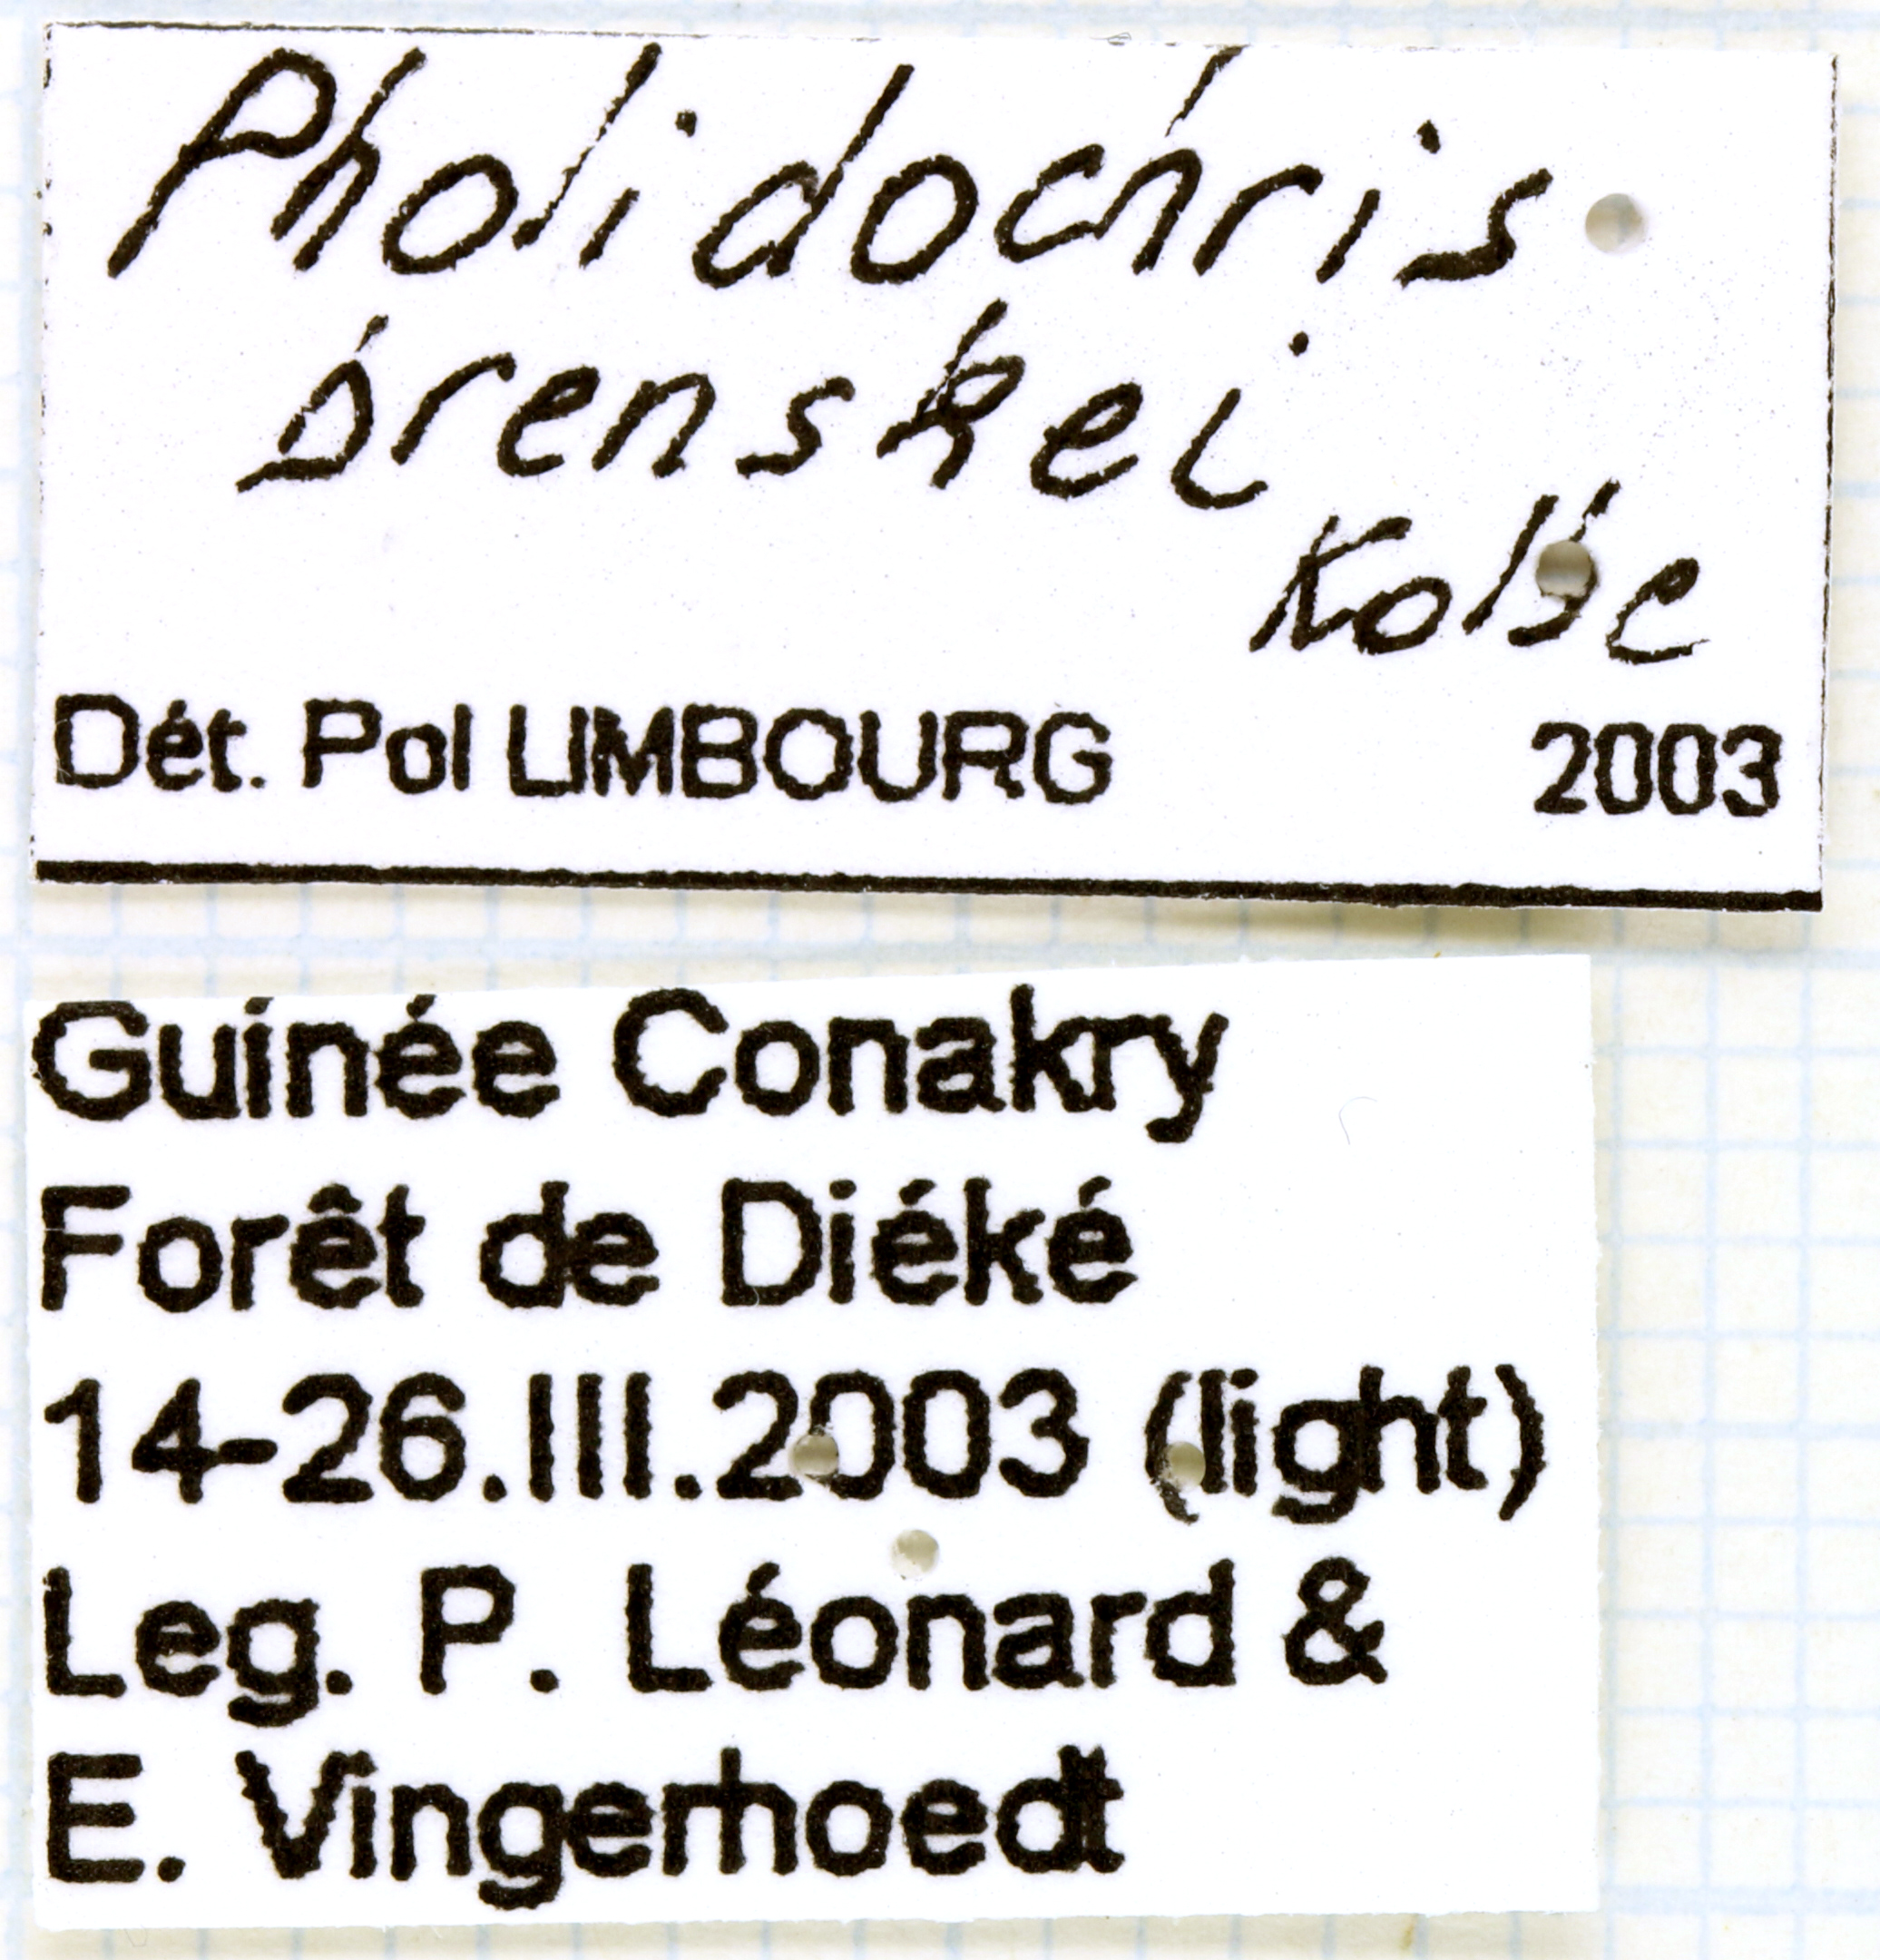 Pholidochris
brenskei
Kolbe
Dét. Pol LIMBOURG 2003
Guinée Conakry
Forêt de Diéké
14-26.III.2003 (light)
Leg. P. Léonard &
E. Vingerhoedt